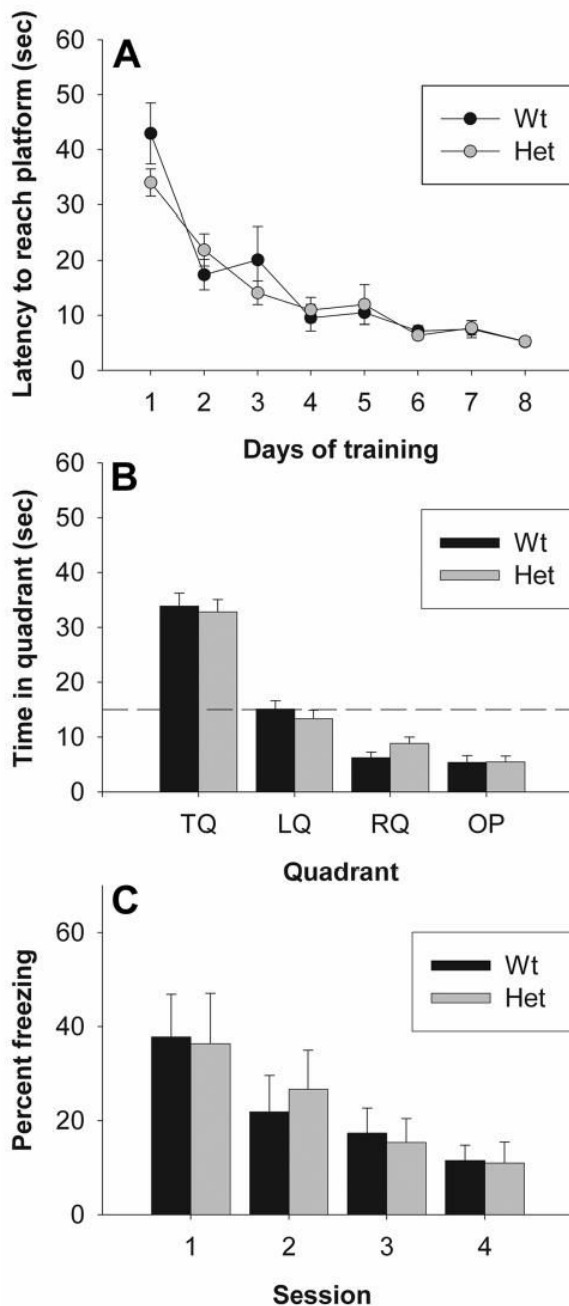 A
Latency to reach platform (sec)
60
50
40
30
20
10
0
Wt
Het
1 2 3 4 5 6 7 8
Days of training
B
Time in quadrant (sec)
60
50
40
30
20
10
0
Wt
Het
TQ LQ RQ OP
Quadrant
C
Percent freezing
60
40
20
0
Wt
Het
1 2 3 4
Session